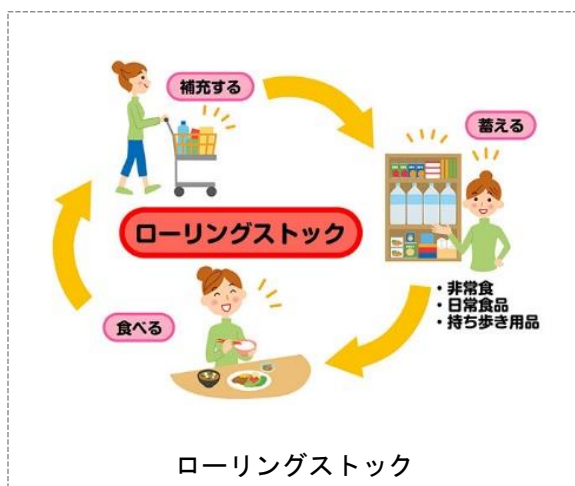 補充する
蓄える
ローリングストック
・非常食
・日常食品
・持ち歩き用品
食べる
ローリングストック